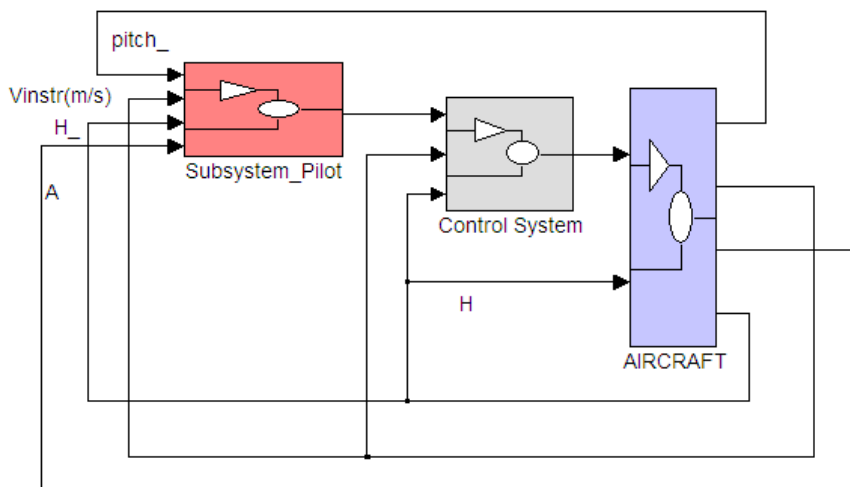 pitch_
Vinstr(m/s)
H_
A
Subsystem_Pilot
Control System
H
AIRCRAFT